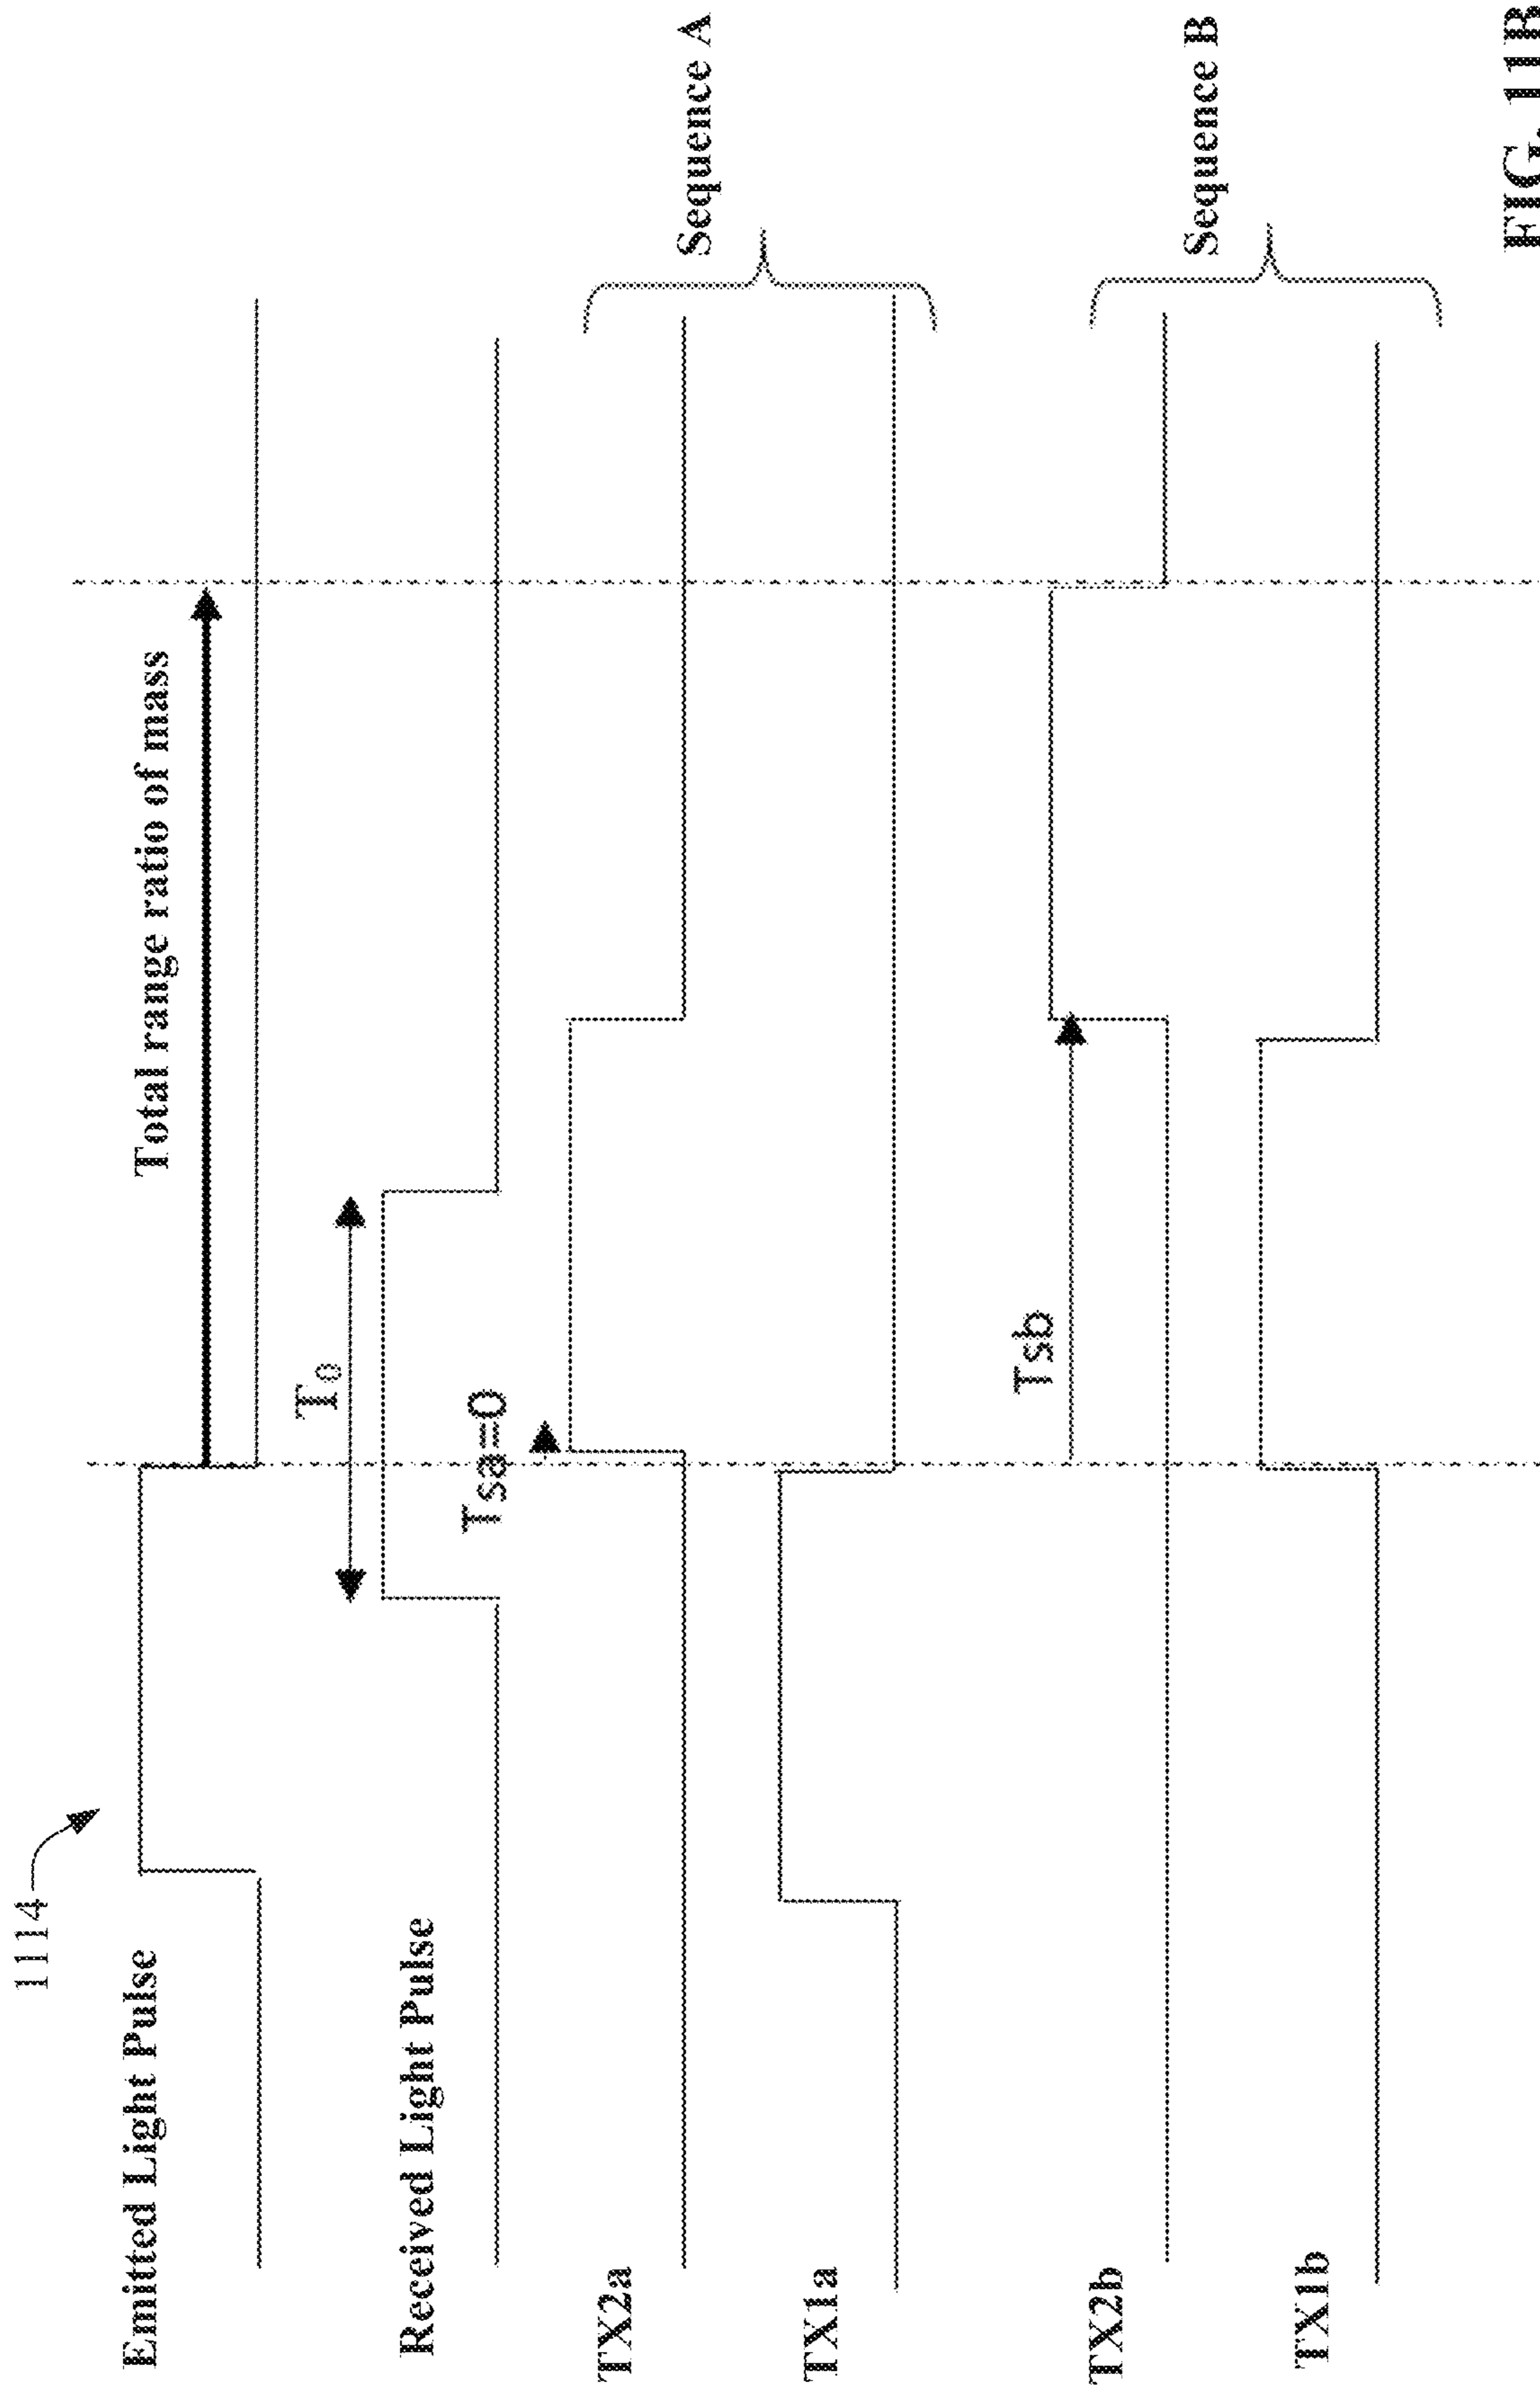 1114
Emitted Light Pulse
Total range ratio of mass
Received Light Pulse
T₀
Tsa=0
TX2a
TX1a
Sequence A
Tsb
TX2b
TX1b
Sequence B
FIG. 11B